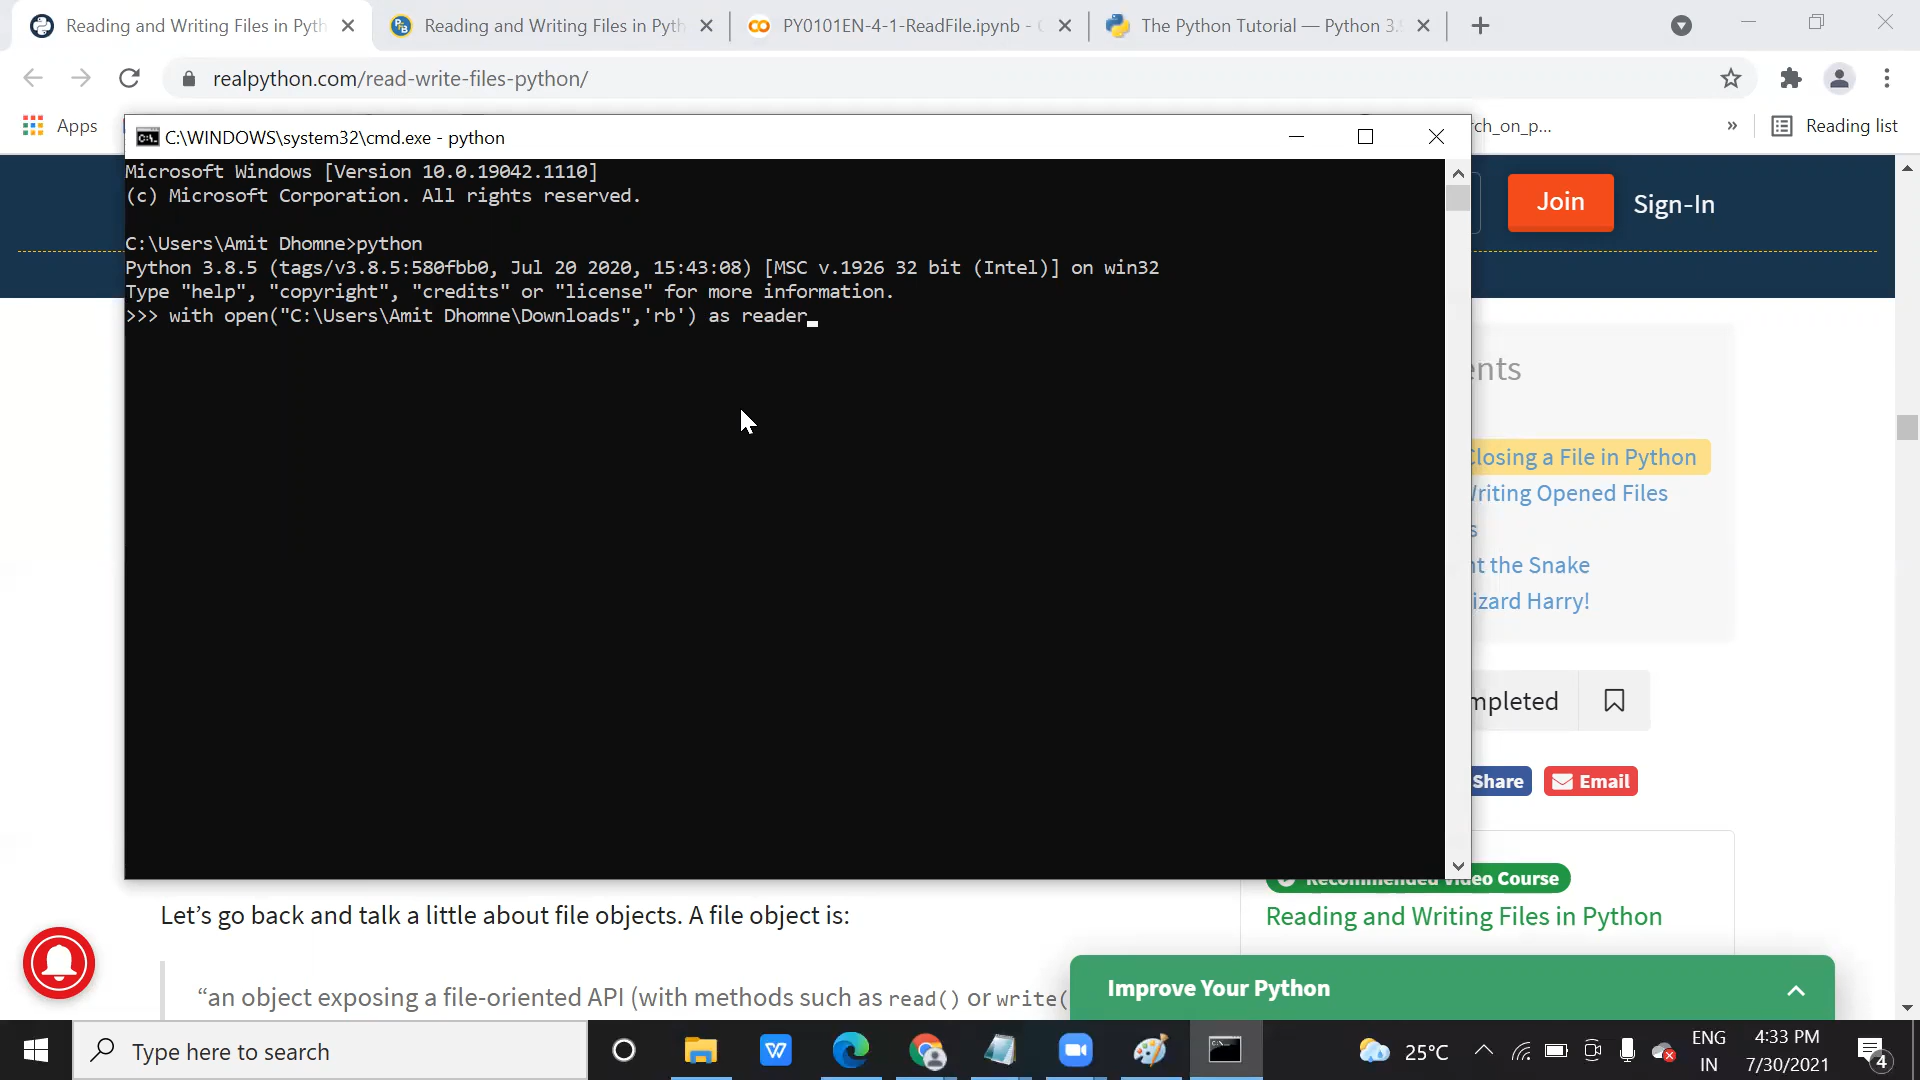 Reading and Writing Files in Pyth
Reading and Writing Files in Pyth
PY0101EN-4-1-ReadFile.ipynb -
The Python Tutorial — Python 3.
realpython.com/read-write-files-python/
Apps
rch_on_p...
»
Reading list
C:\WINDOWS\system32\cmd.exe - python
Microsoft Windows [Version 10.0.19042.1110]
(c) Microsoft Corporation. All rights reserved.
C:\Users\Amit Dhomne>python
Python 3.8.5 (tags/v3.8.5:580fbb0, Jul 20 2020, 15:43:08) [MSC v.1926 32 bit (Intel)] on win32
Type "help", "copyright", "credits" or "license" for more information.
>>> with open("C:\Users\Amit Dhomne\Downloads",'rb') as reader
Join
Sign-In
ents
Closing a File in Python
Writing Opened Files
s
nt the Snake
izard Harry!
mpleted
Share
Email
Recommended Video Course
Reading and Writing Files in Python
Let’s go back and talk a little about file objects. A file object is:
“an object exposing a file-oriented API (with methods such as read() or write(
Improve Your Python
Type here to search
25°C
ENG
IN
4:33 PM
7/30/2021
4